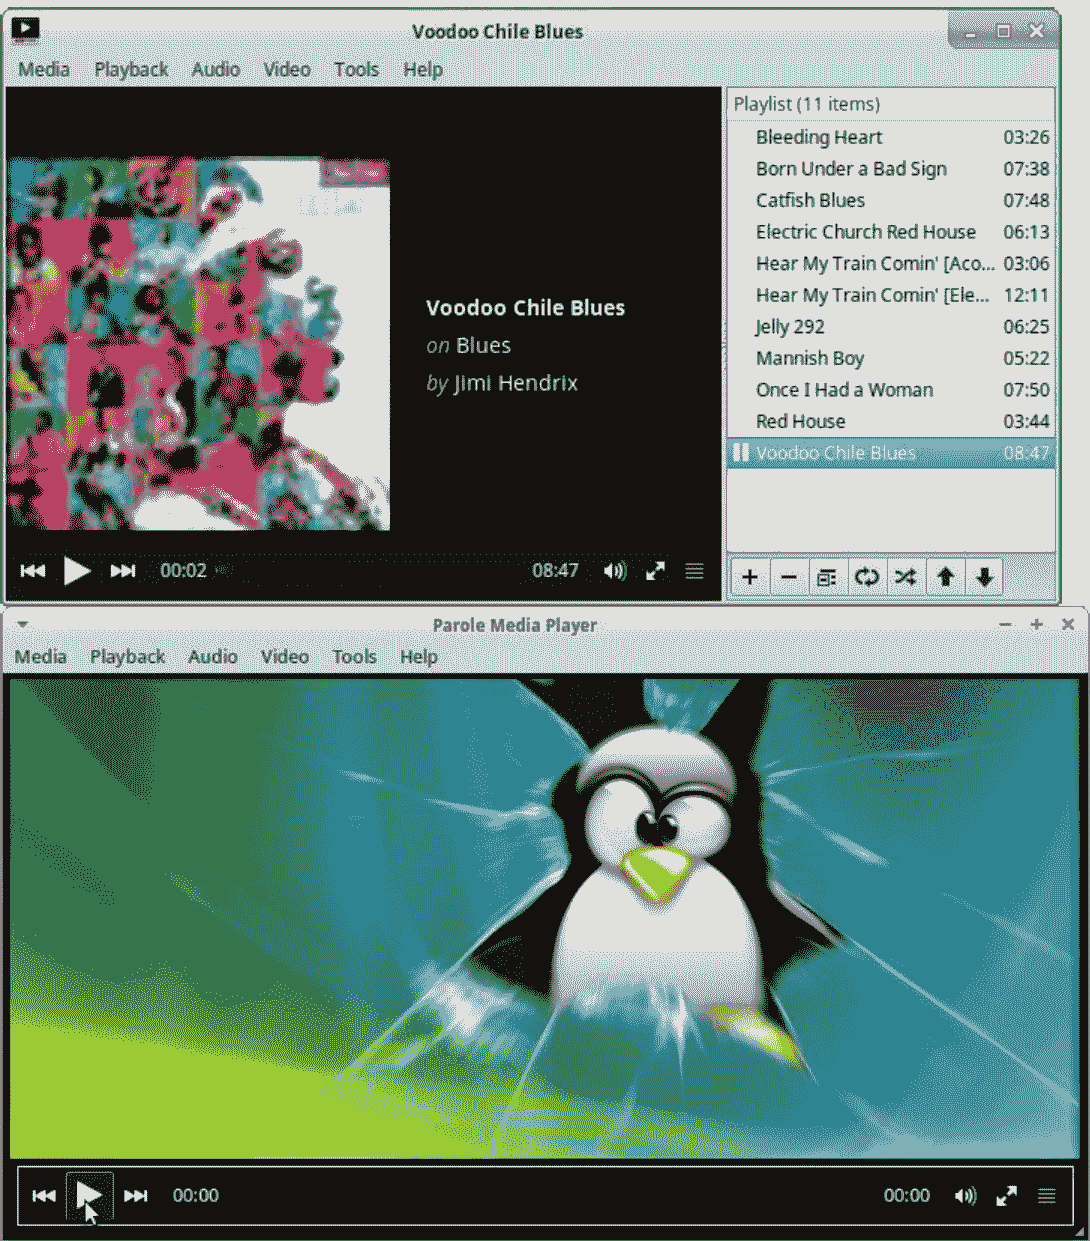 Voodoo Chile Blues
Media Playback Audio Video Tools Help
Voodoo Chile Blues
on Blues
by Jimi Hendrix
00:02 08:47
Playlist (11 items)
Bleeding Heart 03:26
Born Under a Bad Sign 07:38
Catfish Blues 07:48
Electric Church Red House 06:13
Hear My Train Comin' [Aco... 03:06
Hear My Train Comin' [Ele... 12:11
Jelly 292 06:25
Mannish Boy 05:22
Once I Had a Woman 07:50
Red House 03:44
Voodoo Chile Blues 08:47
Parole Media Player
Media Playback Audio Video Tools Help
00:00 00:00